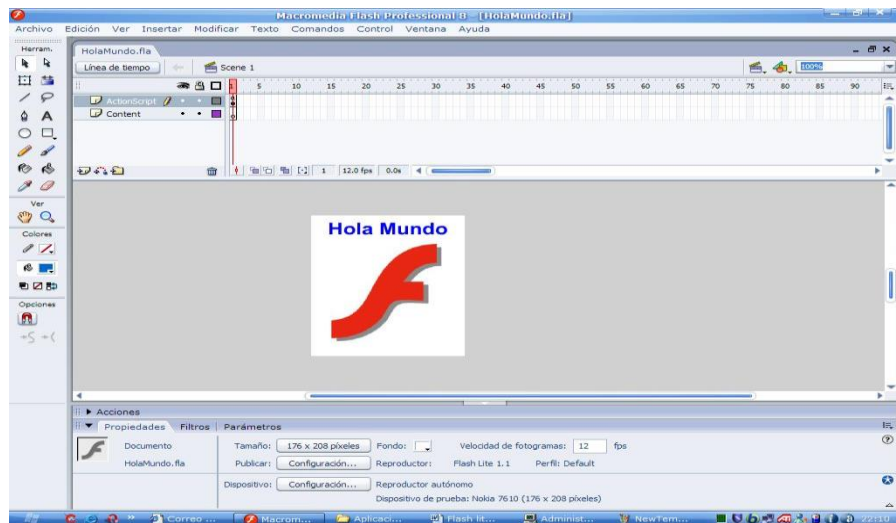 Macromedia Flash Professional 8 - [HolaMundo.fla]
Archivo Edición Ver Insertar Modificar Texto Comandos Control Ventana Ayuda
Herram.
HolaMundo.fla
Línea de tiempo Scene 1 100%
1 5 10 15 20 25 30 35 40 45 50 55 60 65 70 75 80 85 90
ActionScript
Content
1 12.0 fps 0.0s
Ver
Colores
Opciones
Hola Mundo
Acciones
Propiedades Filtros Parámetros
Documento Tamaño: 176 x 208 píxeles Fondo: Velocidad de fotogramas: 12 fps
HolaMundo.fla Publicar: Configuración... Reproductor: Flash Lite 1.1 Perfil: Default
Dispositivo: Configuración... Reproductor autónomo
Dispositivo de prueba: Nokia 7610 (176 x 208 píxeles)
Correo ... Macrom... Aplicaci... Flash lit... Administ... NewTem...